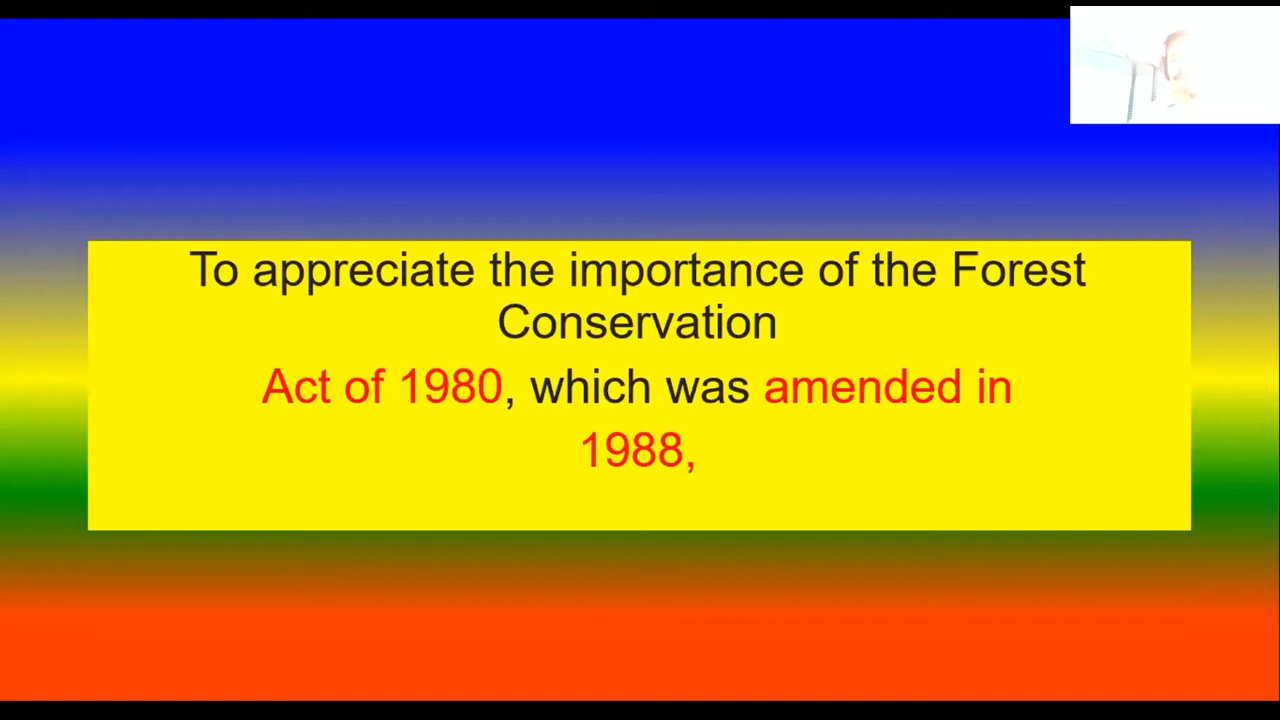 To appreciate the importance of the Forest
Conservation
Act of 1980, which was amended in
1988,